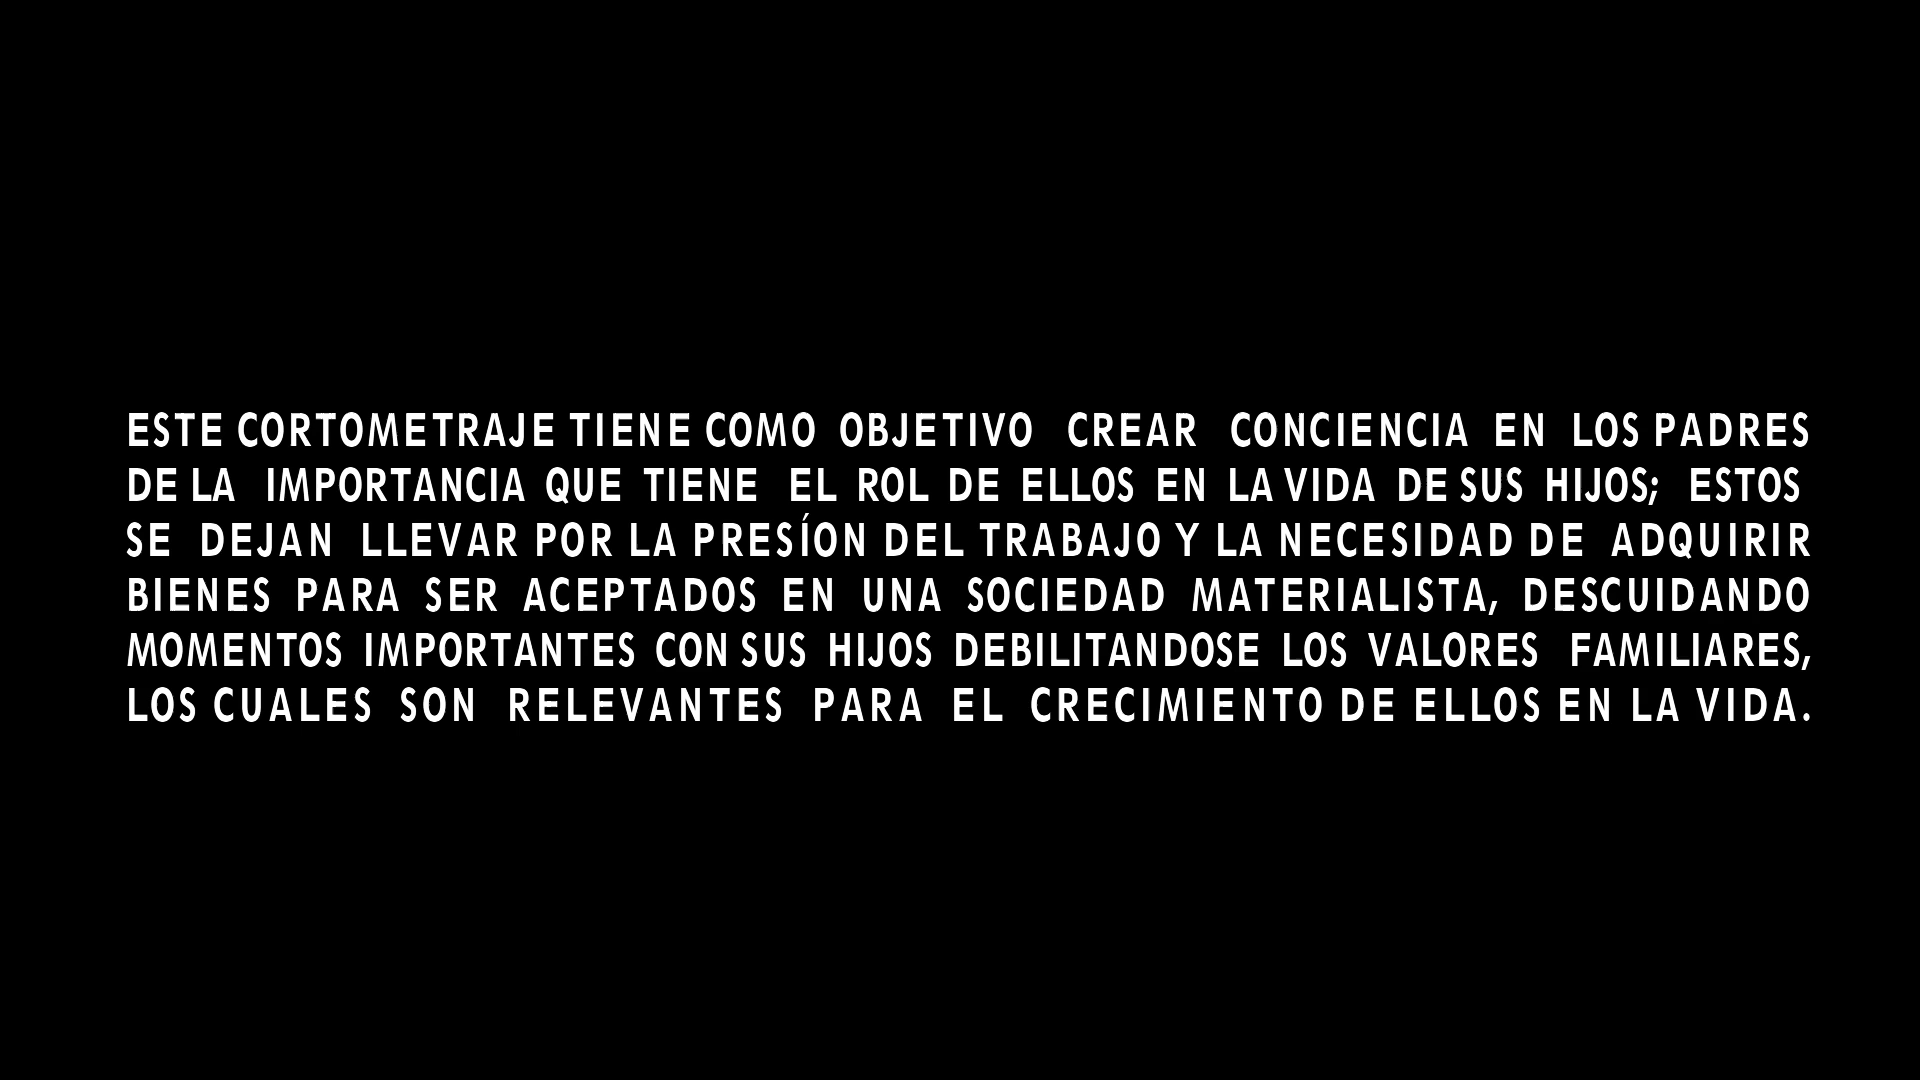 ESTE CORTOMETRAJE TIENE COMO OBJETIVO CREAR CONCIENCIA EN LOS PADRES
DE LA IMPORTANCIA QUE TIENE EL ROL DE ELLOS EN LA VIDA DE SUS HIJOS; ESTOS
SE DEJAN LLEVAR POR LA PRESÍON DEL TRABAJO Y LA NECESIDAD DE ADQUIRIR
BIENES PARA SER ACEPTADOS EN UNA SOCIEDAD MATERIALISTA, DESCUIDANDO
MOMENTOS IMPORTANTES CON SUS HIJOS DEBILITANDOSE LOS VALORES FAMILIARES,
LOS CUALES SON RELEVANTES PARA EL CRECIMIENTO DE ELLOS EN LA VIDA.